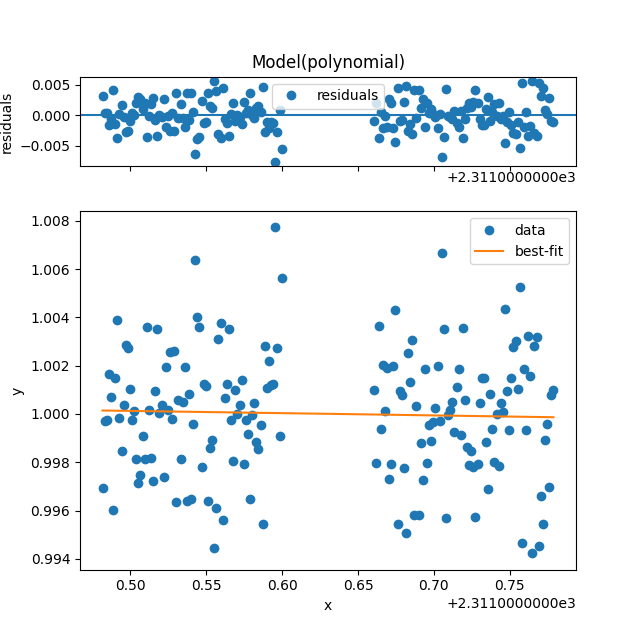 Model(polynomial)
residuals
0.005
0.000
−0.005
residuals
+2.3110000000e3
y
1.008
1.006
1.004
1.002
1.000
0.998
0.996
0.994
data
best-fit
0.50 0.55 0.60 0.65 0.70 0.75
x
+2.3110000000e3